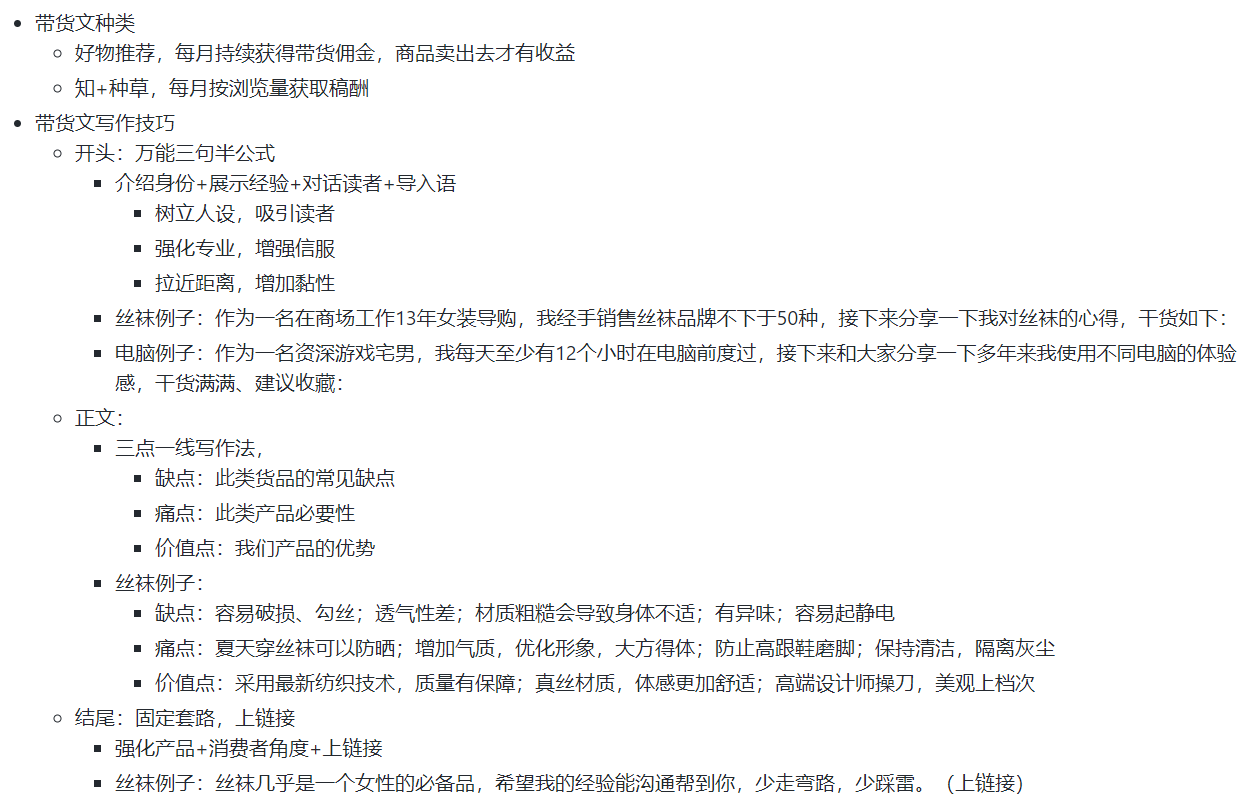 带货文种类
好物推荐，每月持续获得带货佣金，商品卖出去才有收益
知+种草，每月按浏览量获取稿酬
带货文写作技巧
开头：万能三句半公式
介绍身份+展示经验+对话读者+导入语
树立人设，吸引读者
强化专业，增强信服
拉近距离，增加黏性
丝袜例子：作为一名在商场工作13年女装导购，我经手销售丝袜品牌不下于50种，接下来分享一下我对丝袜的心得，干货如下：
电脑例子：作为一名资深游戏宅男，我每天至少有12个小时在电脑前度过，接下来和大家分享一下多年来我使用不同电脑的体验
感，干货满满、建议收藏：
正文：
三点一线写作法，
缺点：此类货品的常见缺点
痛点：此类产品必要性
价值点：我们产品的优势
丝袜例子：
缺点：容易破损、勾丝；透气性差；材质粗糙会导致身体不适；有异味；容易起静电
痛点：夏天穿丝袜可以防晒；增加气质，优化形象，大方得体；防止高跟鞋磨脚；保持清洁，隔离灰尘
价值点：采用最新纺织技术，质量有保障；真丝材质，体感更加舒适；高端设计师操刀，美观上档次
结尾：固定套路，上链接
强化产品+消费者角度+上链接
丝袜例子：丝袜几乎是一个女性的必备品，希望我的经验能沟通帮到你，少走弯路，少踩雷。（上链接）